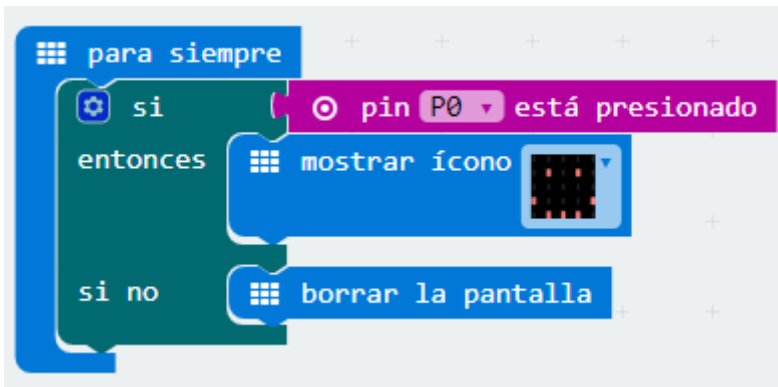 para siempre
si pin P0 está presionado
entonces mostrar ícono
si no borrar la pantalla